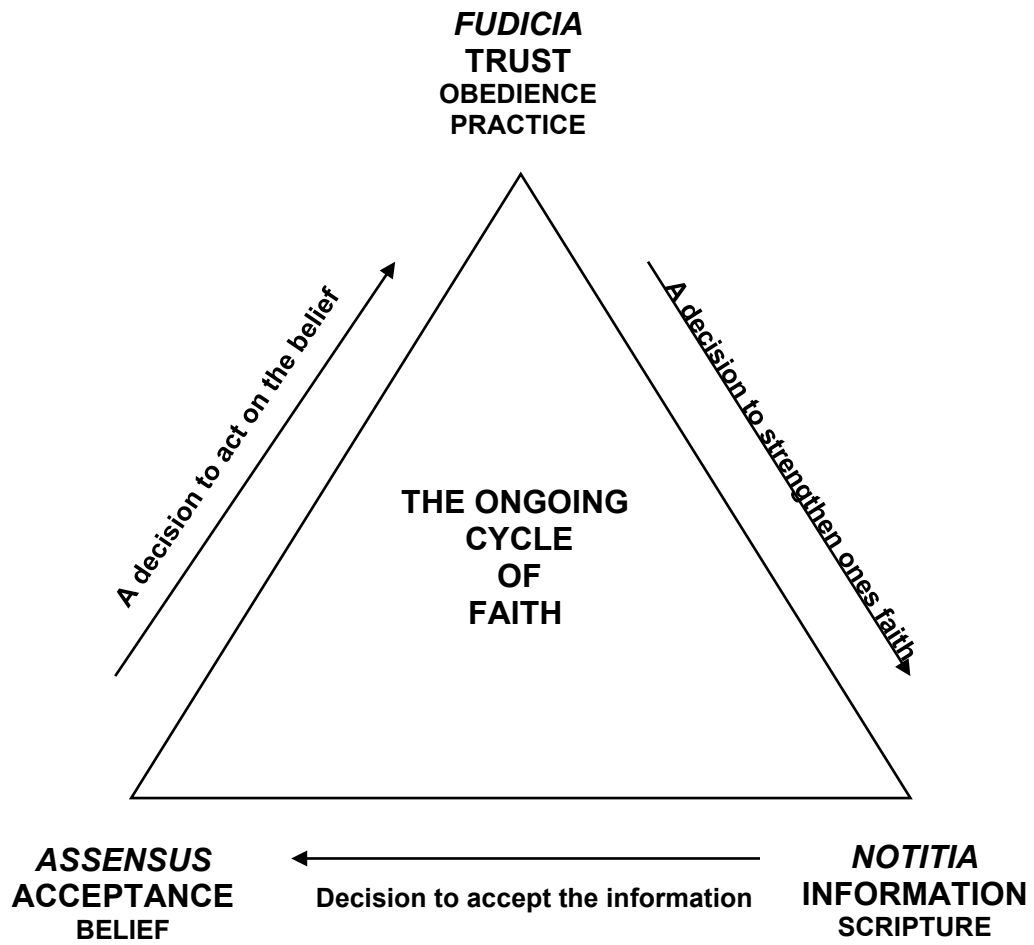 FUDICIA
TRUST
OBEDIENCE
PRACTICE
A decision to act on the belief
A decision to strengthen ones faith
THE ONGOING
CYCLE
OF
FAITH
ASSENSUS
ACCEPTANCE
BELIEF
Decision to accept the information
NOTITIA
INFORMATION
SCRIPTURE